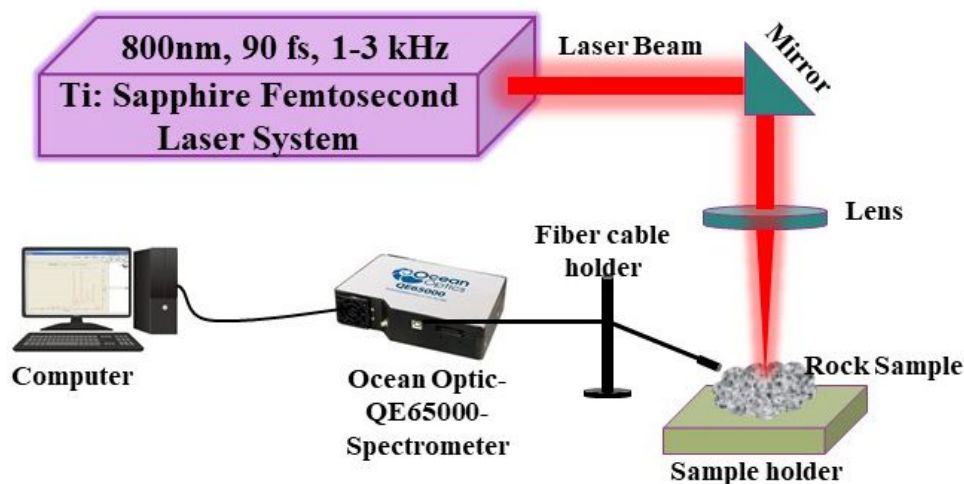 800nm, 90 fs, 1-3 kHz
Ti: Sapphire Femtosecond
Laser System
Laser Beam
Mirror
Lens
Fiber cable
holder
Ocean
Optics
QE65000
Computer
Ocean Optic-
QE65000-
Spectrometer
Rock Sample
Sample holder